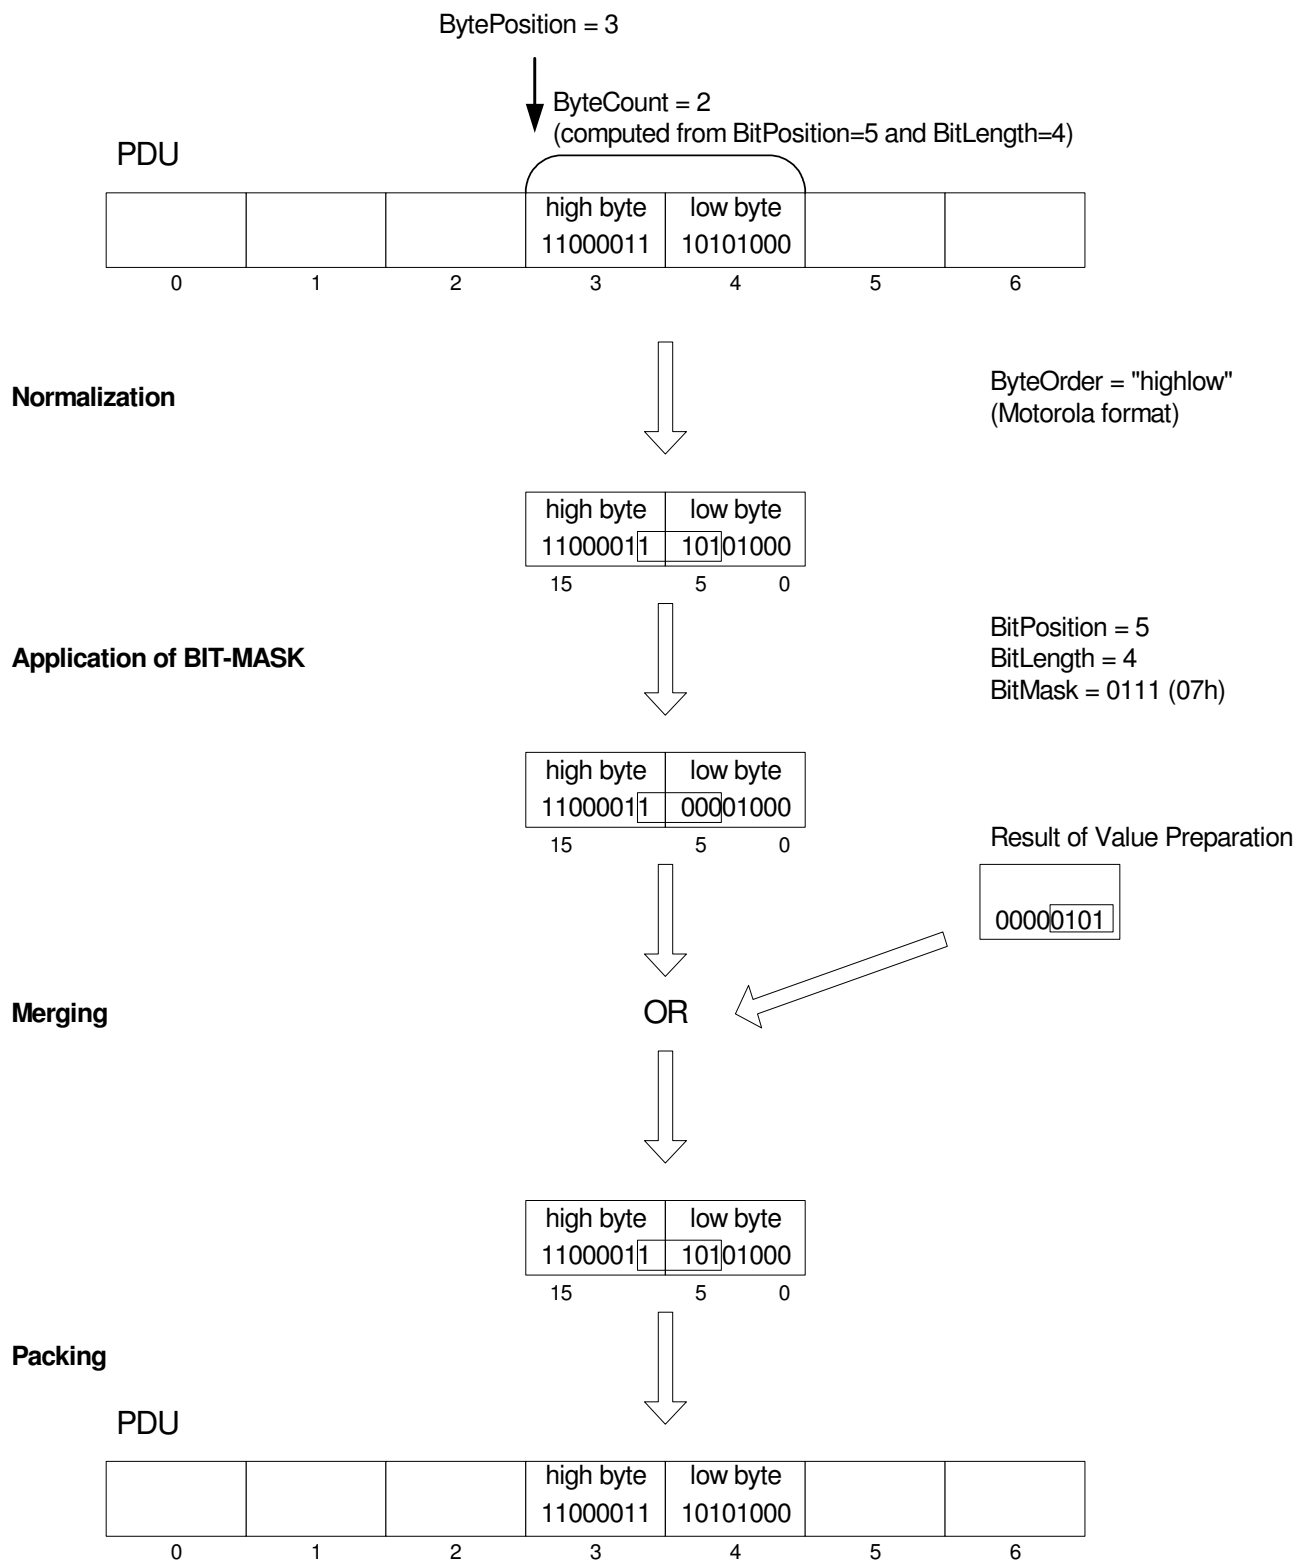 BytePosition = 3
ByteCount = 2
(computed from BitPosition=5 and BitLength=4)
PDU
high byte low byte
11000011 10101000
0 1 2 3 4 5 6
Normalization
ByteOrder = "highlow"
(Motorola format)
high byte low byte
11000011 10101000
15 5 0
Application of BIT-MASK
BitPosition = 5
BitLength = 4
BitMask = 0111 (07h)
high byte low byte
11000011 00001000
15 5 0
Result of Value Preparation
00000101
Merging
OR
high byte low byte
11000011 10101000
15 5 0
Packing
PDU
high byte low byte
11000011 10101000
0 1 2 3 4 5 6